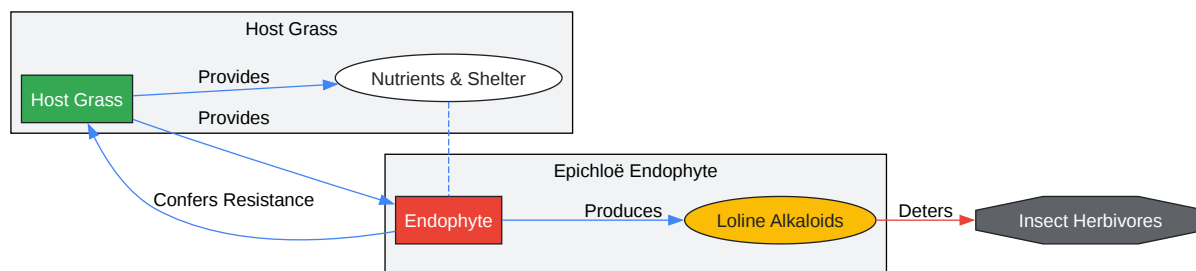 Host Grass
Provides
Nutrients & Shelter
Host Grass
Provides
Epichloë Endophyte
Confers Resistance
Endophyte
Produces
Loline Alkaloids
Deters
Insect Herbivores